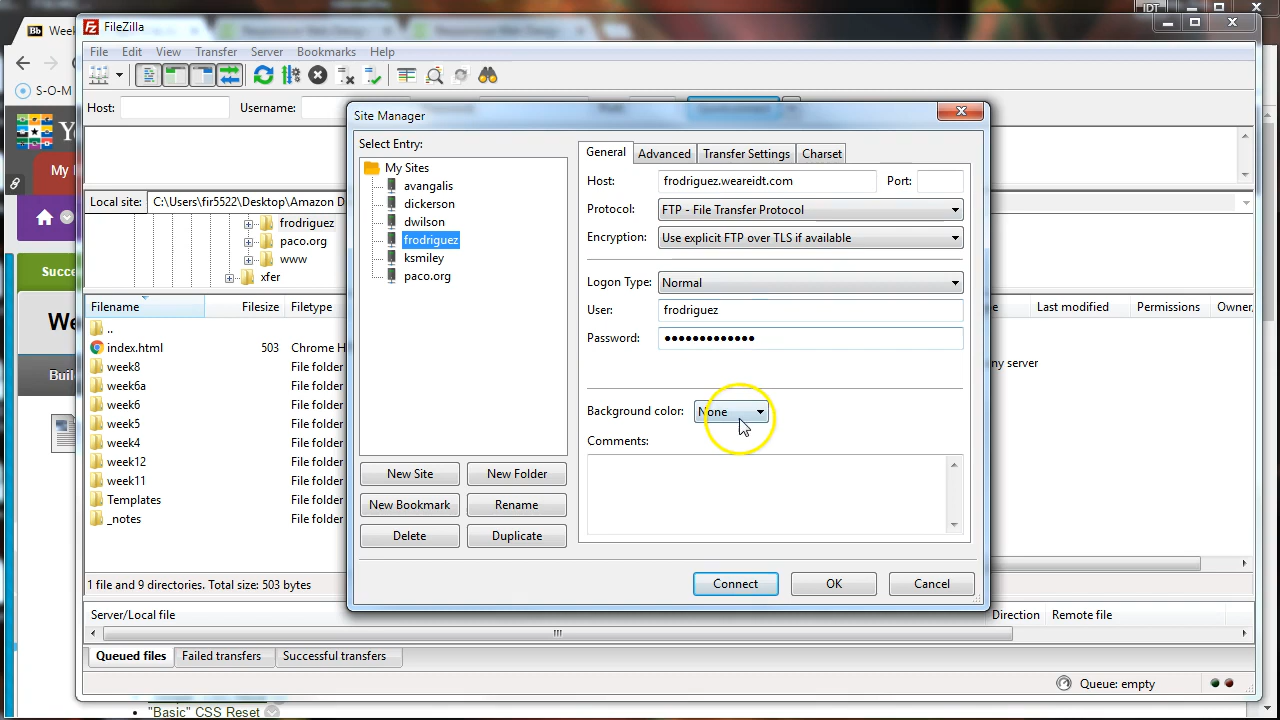 IDT
Bb Week
FileZilla
File Edit View Transfer Server Bookmarks Help
S-O-M
Host: Username:
Site Manager
Select Entry:
My Sites
avangalis
dickerson
dwilson
frodriguez
ksmiley
paco.org
New Site New Folder
New Bookmark Rename
Delete Duplicate
General Advanced Transfer Settings Charset
Host: frodriguez.weareidt.com Port:
Protocol: FTP - File Transfer Protocol
Encryption: Use explicit FTP over TLS if available
Logon Type: Normal
User: frodriguez
Password: •••••••••••••
Background color: None
Comments:
Connect OK Cancel
My
Local site: C:\Users\fir5522\Desktop\Amazon D
frodriguez
paco.org
www
xfer
Succ
We
Buil
Filename Filesize Filetype
..
index.html 503 Chrome H
week8 File folder
week6a File folder
week6 File folder
week5 File folder
week4 File folder
week12 File folder
week11 File folder
Templates File folder
_notes File folder
1 file and 9 directories. Total size: 503 bytes
Last modified Permissions Owner,
ny server
Server/Local file Direction Remote file
Queued files Failed transfers Successful transfers
Queue: empty
"Basic" CSS Reset